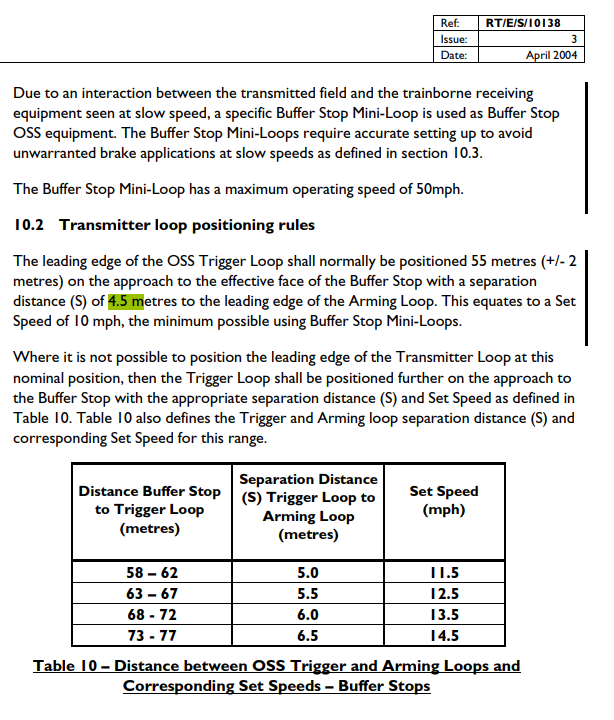 Ref: RT/E/S/10138
Issue: 3
Date: April 2004
Due to an interaction between the transmitted field and the trainborne receiving
equipment seen at slow speed, a specific Buffer Stop Mini-Loop is used as Buffer Stop
OSS equipment. The Buffer Stop Mini-Loops require accurate setting up to avoid
unwarranted brake applications at slow speeds as defined in section 10.3.
The Buffer Stop Mini-Loop has a maximum operating speed of 50mph.
10.2 Transmitter loop positioning rules
The leading edge of the OSS Trigger Loop shall normally be positioned 55 metres (+/- 2
metres) on the approach to the effective face of the Buffer Stop with a separation
distance (S) of 4.5 metres to the leading edge of the Arming Loop. This equates to a Set
Speed of 10 mph, the minimum possible using Buffer Stop Mini-Loops.
Where it is not possible to position the leading edge of the Transmitter Loop at this
nominal position, then the Trigger Loop shall be positioned further on the approach to
the Buffer Stop with the appropriate separation distance (S) and Set Speed as defined in
Table 10. Table 10 also defines the Trigger and Arming loop separation distance (S) and
corresponding Set Speed for this range.
Distance Buffer Stop
to Trigger Loop
(metres)
Separation Distance
(S) Trigger Loop to
Arming Loop
(metres)
Set Speed
(mph)
58 – 62 5.0 11.5
63 – 67 5.5 12.5
68 - 72 6.0 13.5
73 - 77 6.5 14.5
Table 10 – Distance between OSS Trigger and Arming Loops and
Corresponding Set Speeds – Buffer Stops